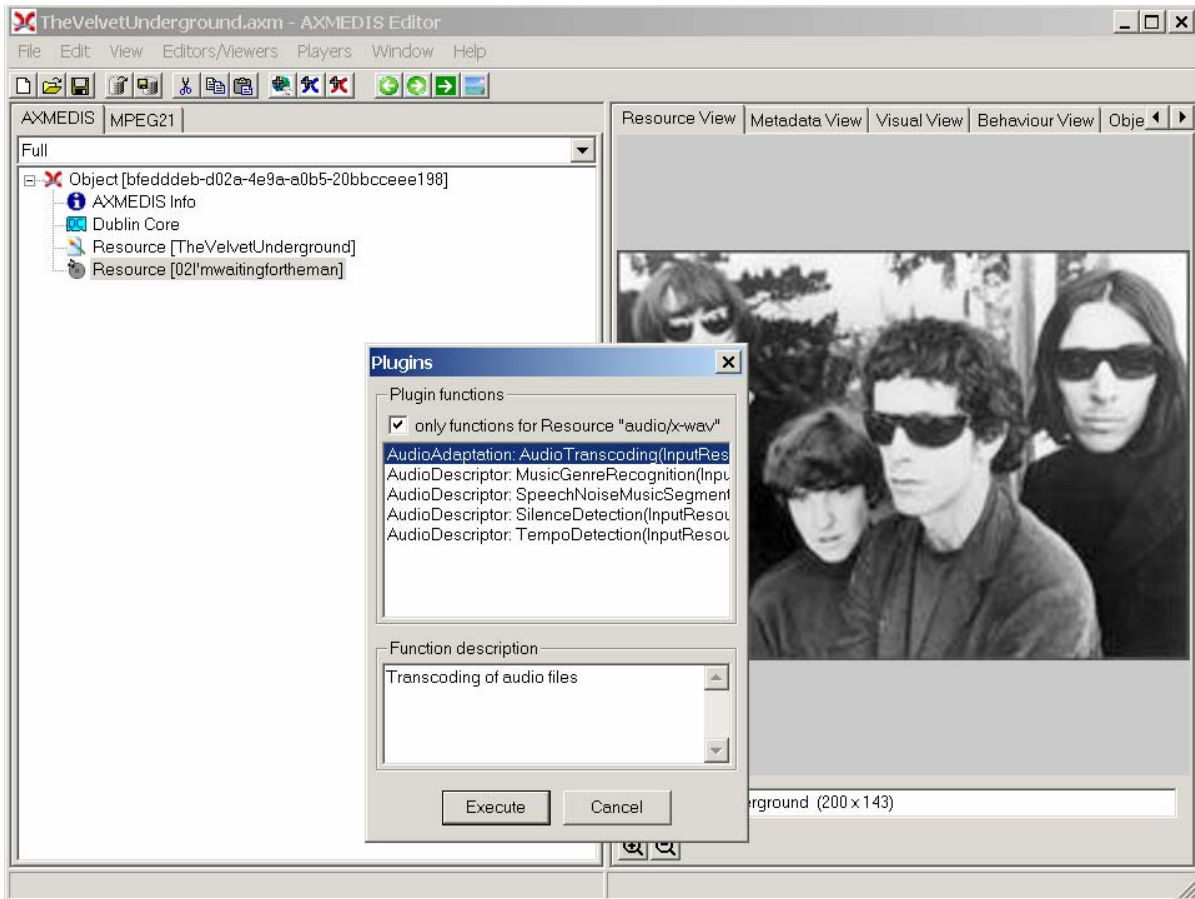 TheVelvetUnderground.axm - AXMEDIS Editor
File Edit View Editors/Viewers Players Window Help
AXMEDIS MPEG21
Full
Object [bfedddeb-d02a-4e9a-a0b5-20bbcceee198]
AXMEDIS Info
DC Dublin Core
Resource [TheVelvetUnderground]
Resource [02I'mwaitingfortheman]
Resource View Metadata View Visual View Behaviour View Obje
Plugins
Plugin functions
only functions for Resource "audio/x-wav"
AudioAdaptation: AudioTranscoding(InputRes
AudioDescriptor: MusicGenreRecognition(Inpu
AudioDescriptor: SpeechNoiseMusicSegment
AudioDescriptor: SilenceDetection(InputResou
AudioDescriptor: TempoDetection(InputResou
Function description
Transcoding of audio files
Execute Cancel
rground (200 x 143)